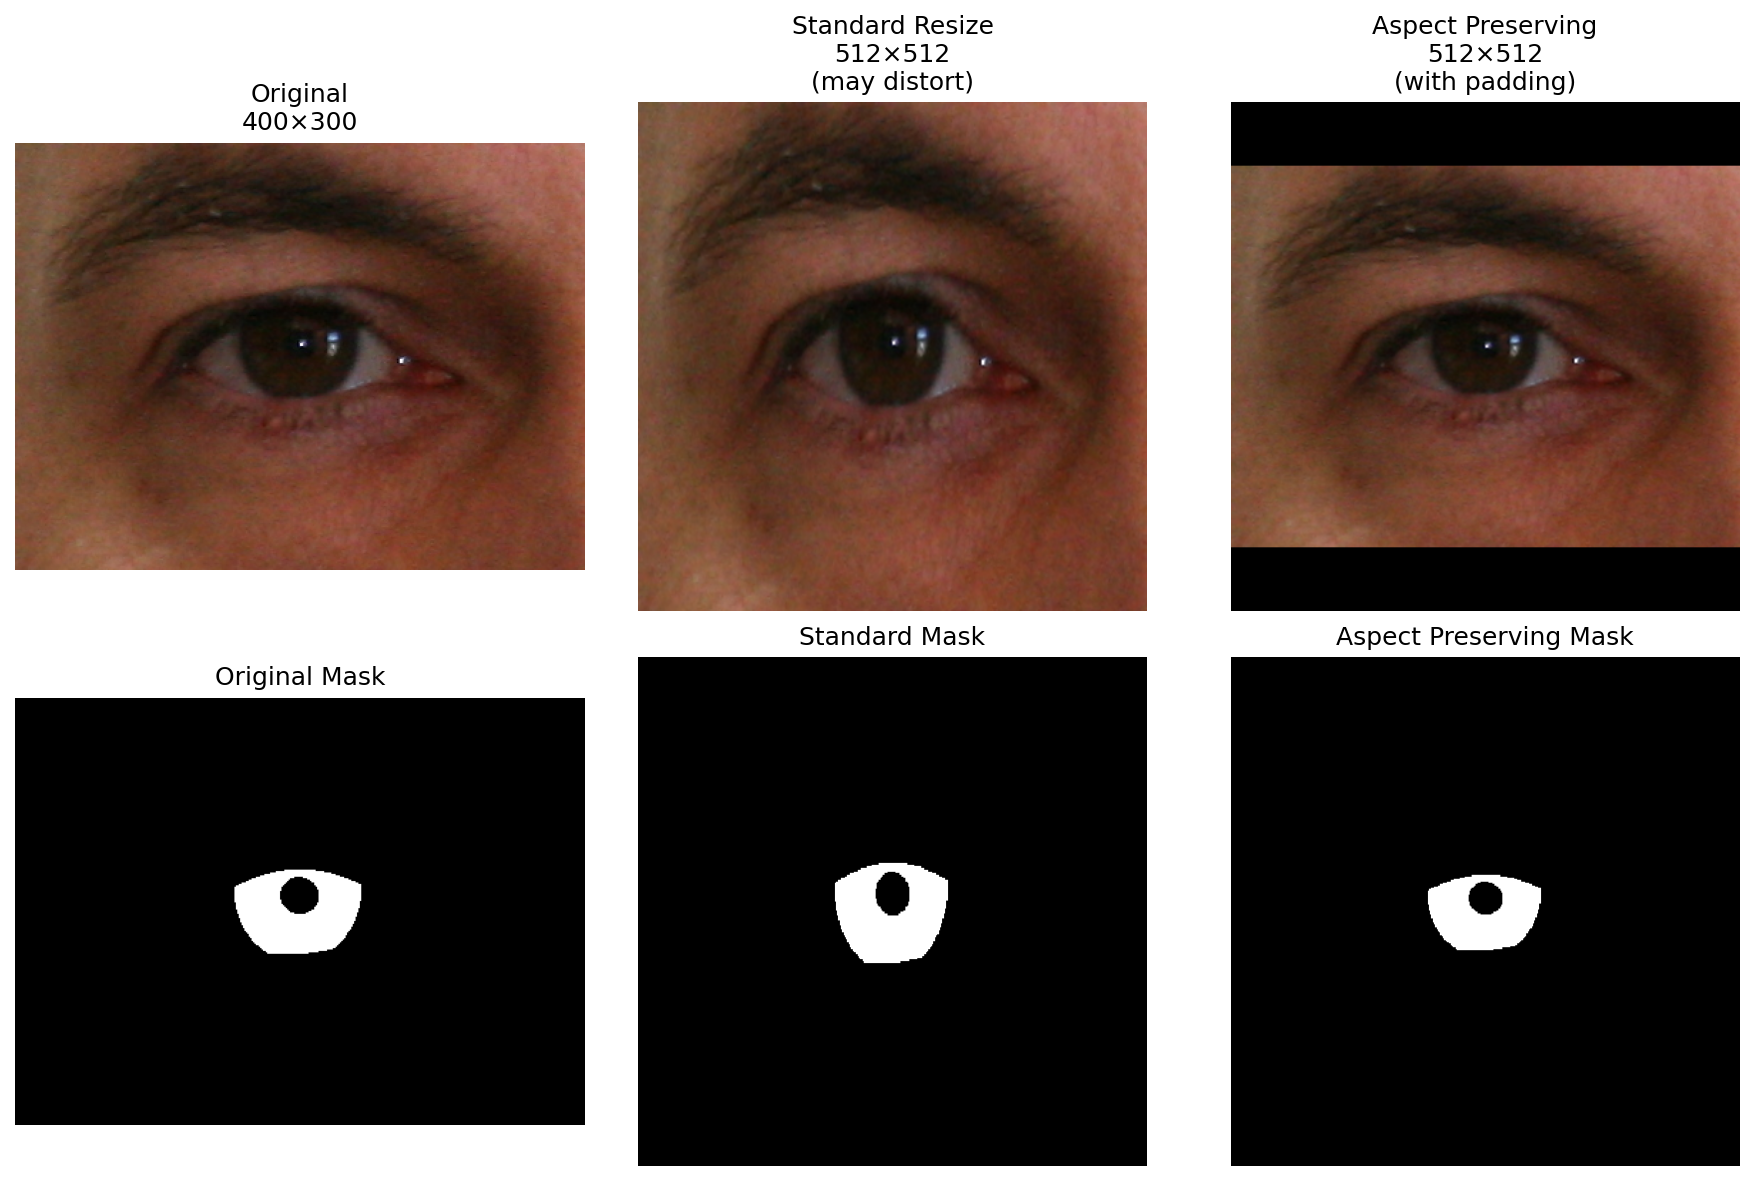 Original
400×300
Standard Resize
512×512
(may distort)
Aspect Preserving
512×512
(with padding)
Original Mask
Standard Mask
Aspect Preserving Mask